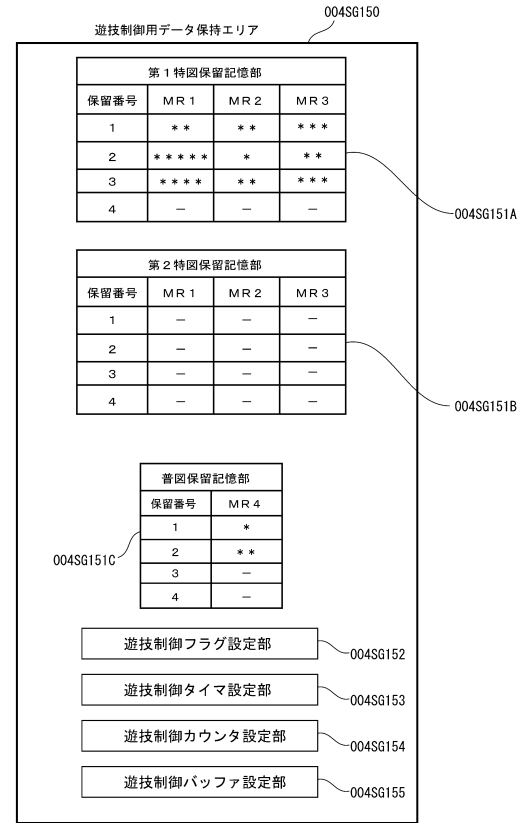 004SG150
遊技制御用データ保持エリア
第1特図保留記憶部
保留番号 MR1 MR2 MR3
1 ** ** ***
2 ***** * **
3 **** ** ***
4 － － －
004SG151A
第2特図保留記憶部
保留番号 MR1 MR2 MR3
1 － － －
2 － － －
3 － － －
4 － － －
004SG151B
普図保留記憶部
保留番号 MR4
1 *
2 **
3 －
4 －
004SG151C
遊技制御フラグ設定部
004SG152
遊技制御タイマ設定部
004SG153
遊技制御カウンタ設定部
004SG154
遊技制御バッファ設定部
004SG155